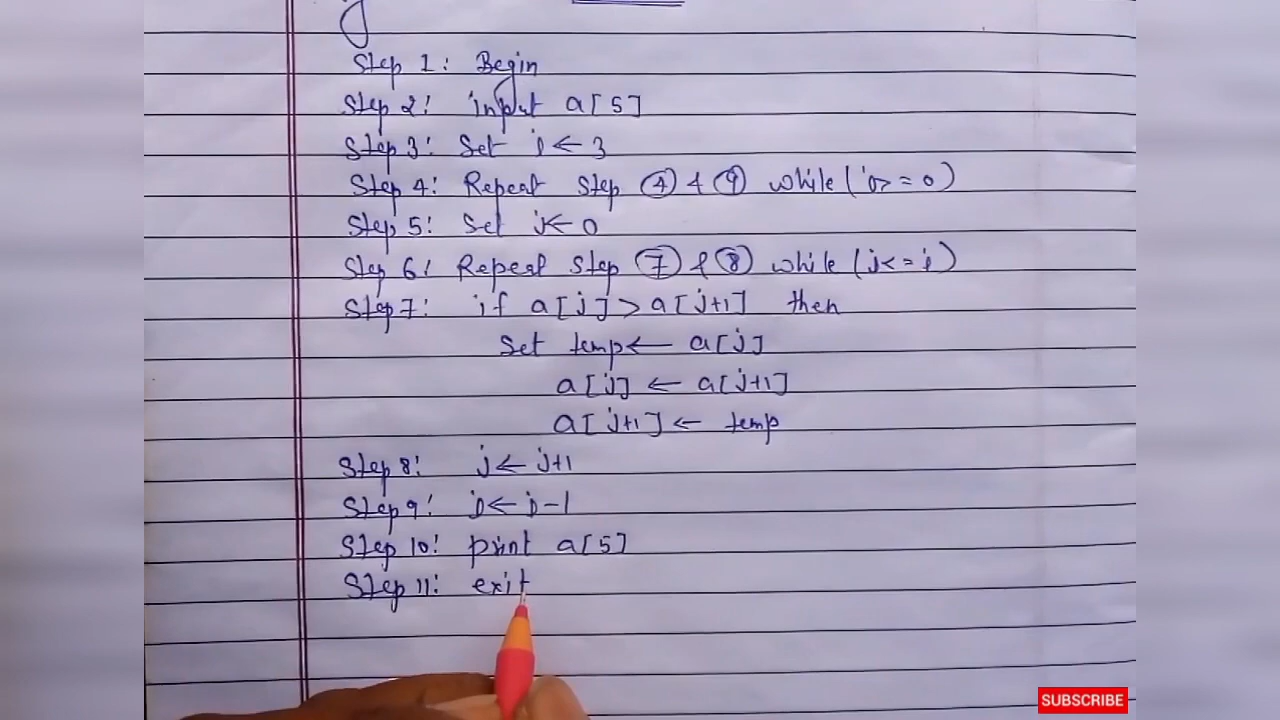 Step 1: Begin
Step 2: input a[5]
Step 3: Set i ← 3
Step 4: Repeat Step (4) & (9) while (i>=0)
Step 5: Set j← 0
Step 6: Repeat Step (7) & (8) while (j<=i)
Step 7: if a[j] > a[j+1] then
Set temp← a[j]
a[j] ← a[j+1]
a[j+1] ← temp
Step 8: j ← j+1
Step 9: i← i-1
Step 10: print a[5]
Step 11: exit
SUBSCRIBE